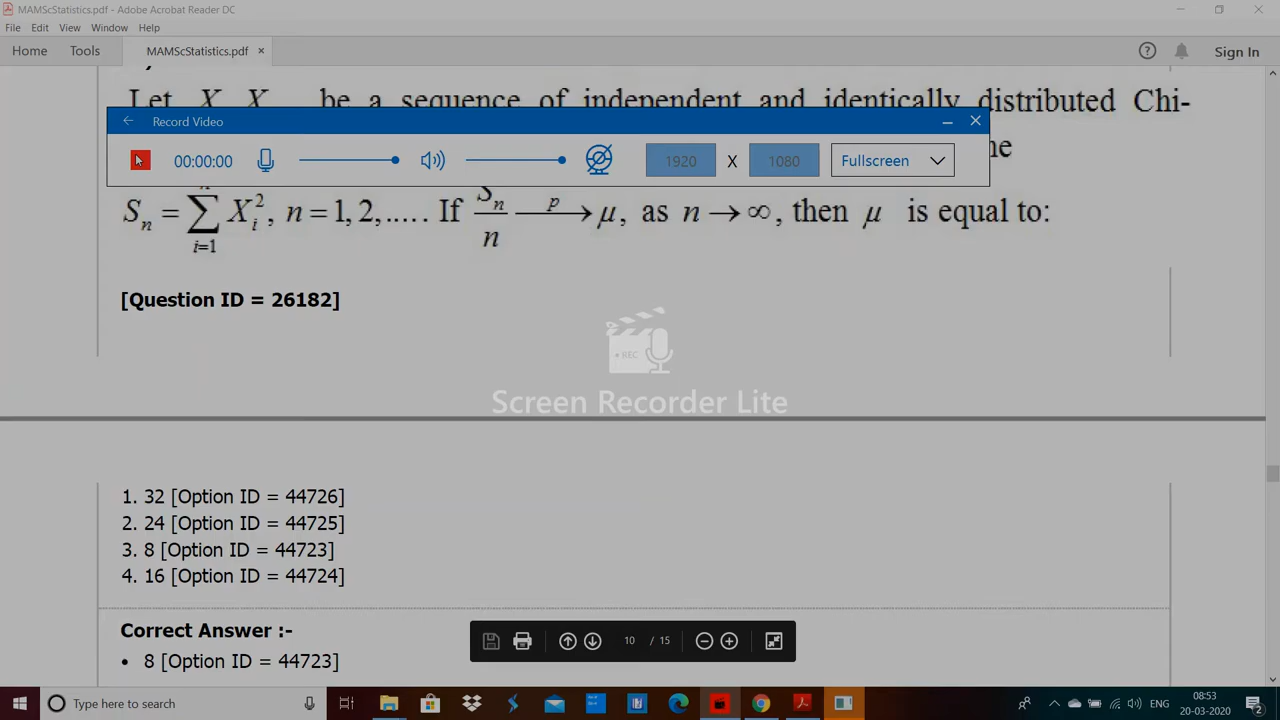 MAMScStatistics.pdf - Adobe Acrobat Reader DC
File Edit View Window Help
Home Tools MAMScStatistics.pdf × Sign In
Let X X be a sequence of independent and identically distributed Chi-
Record Video
00:00:00 1920 X 1080 Fullscreen
S_n = ∑_{i=1} X_i^2, n = 1, 2, ..... If S_n/n —p→ μ, as n → ∞, then μ is equal to:
[Question ID = 26182]
REC
Screen Recorder Lite
1. 32 [Option ID = 44726]
2. 24 [Option ID = 44725]
3. 8 [Option ID = 44723]
4. 16 [Option ID = 44724]
Correct Answer :-
• 8 [Option ID = 44723]
10 / 15
Type here to search
ENG
08:53
20-03-2020
2